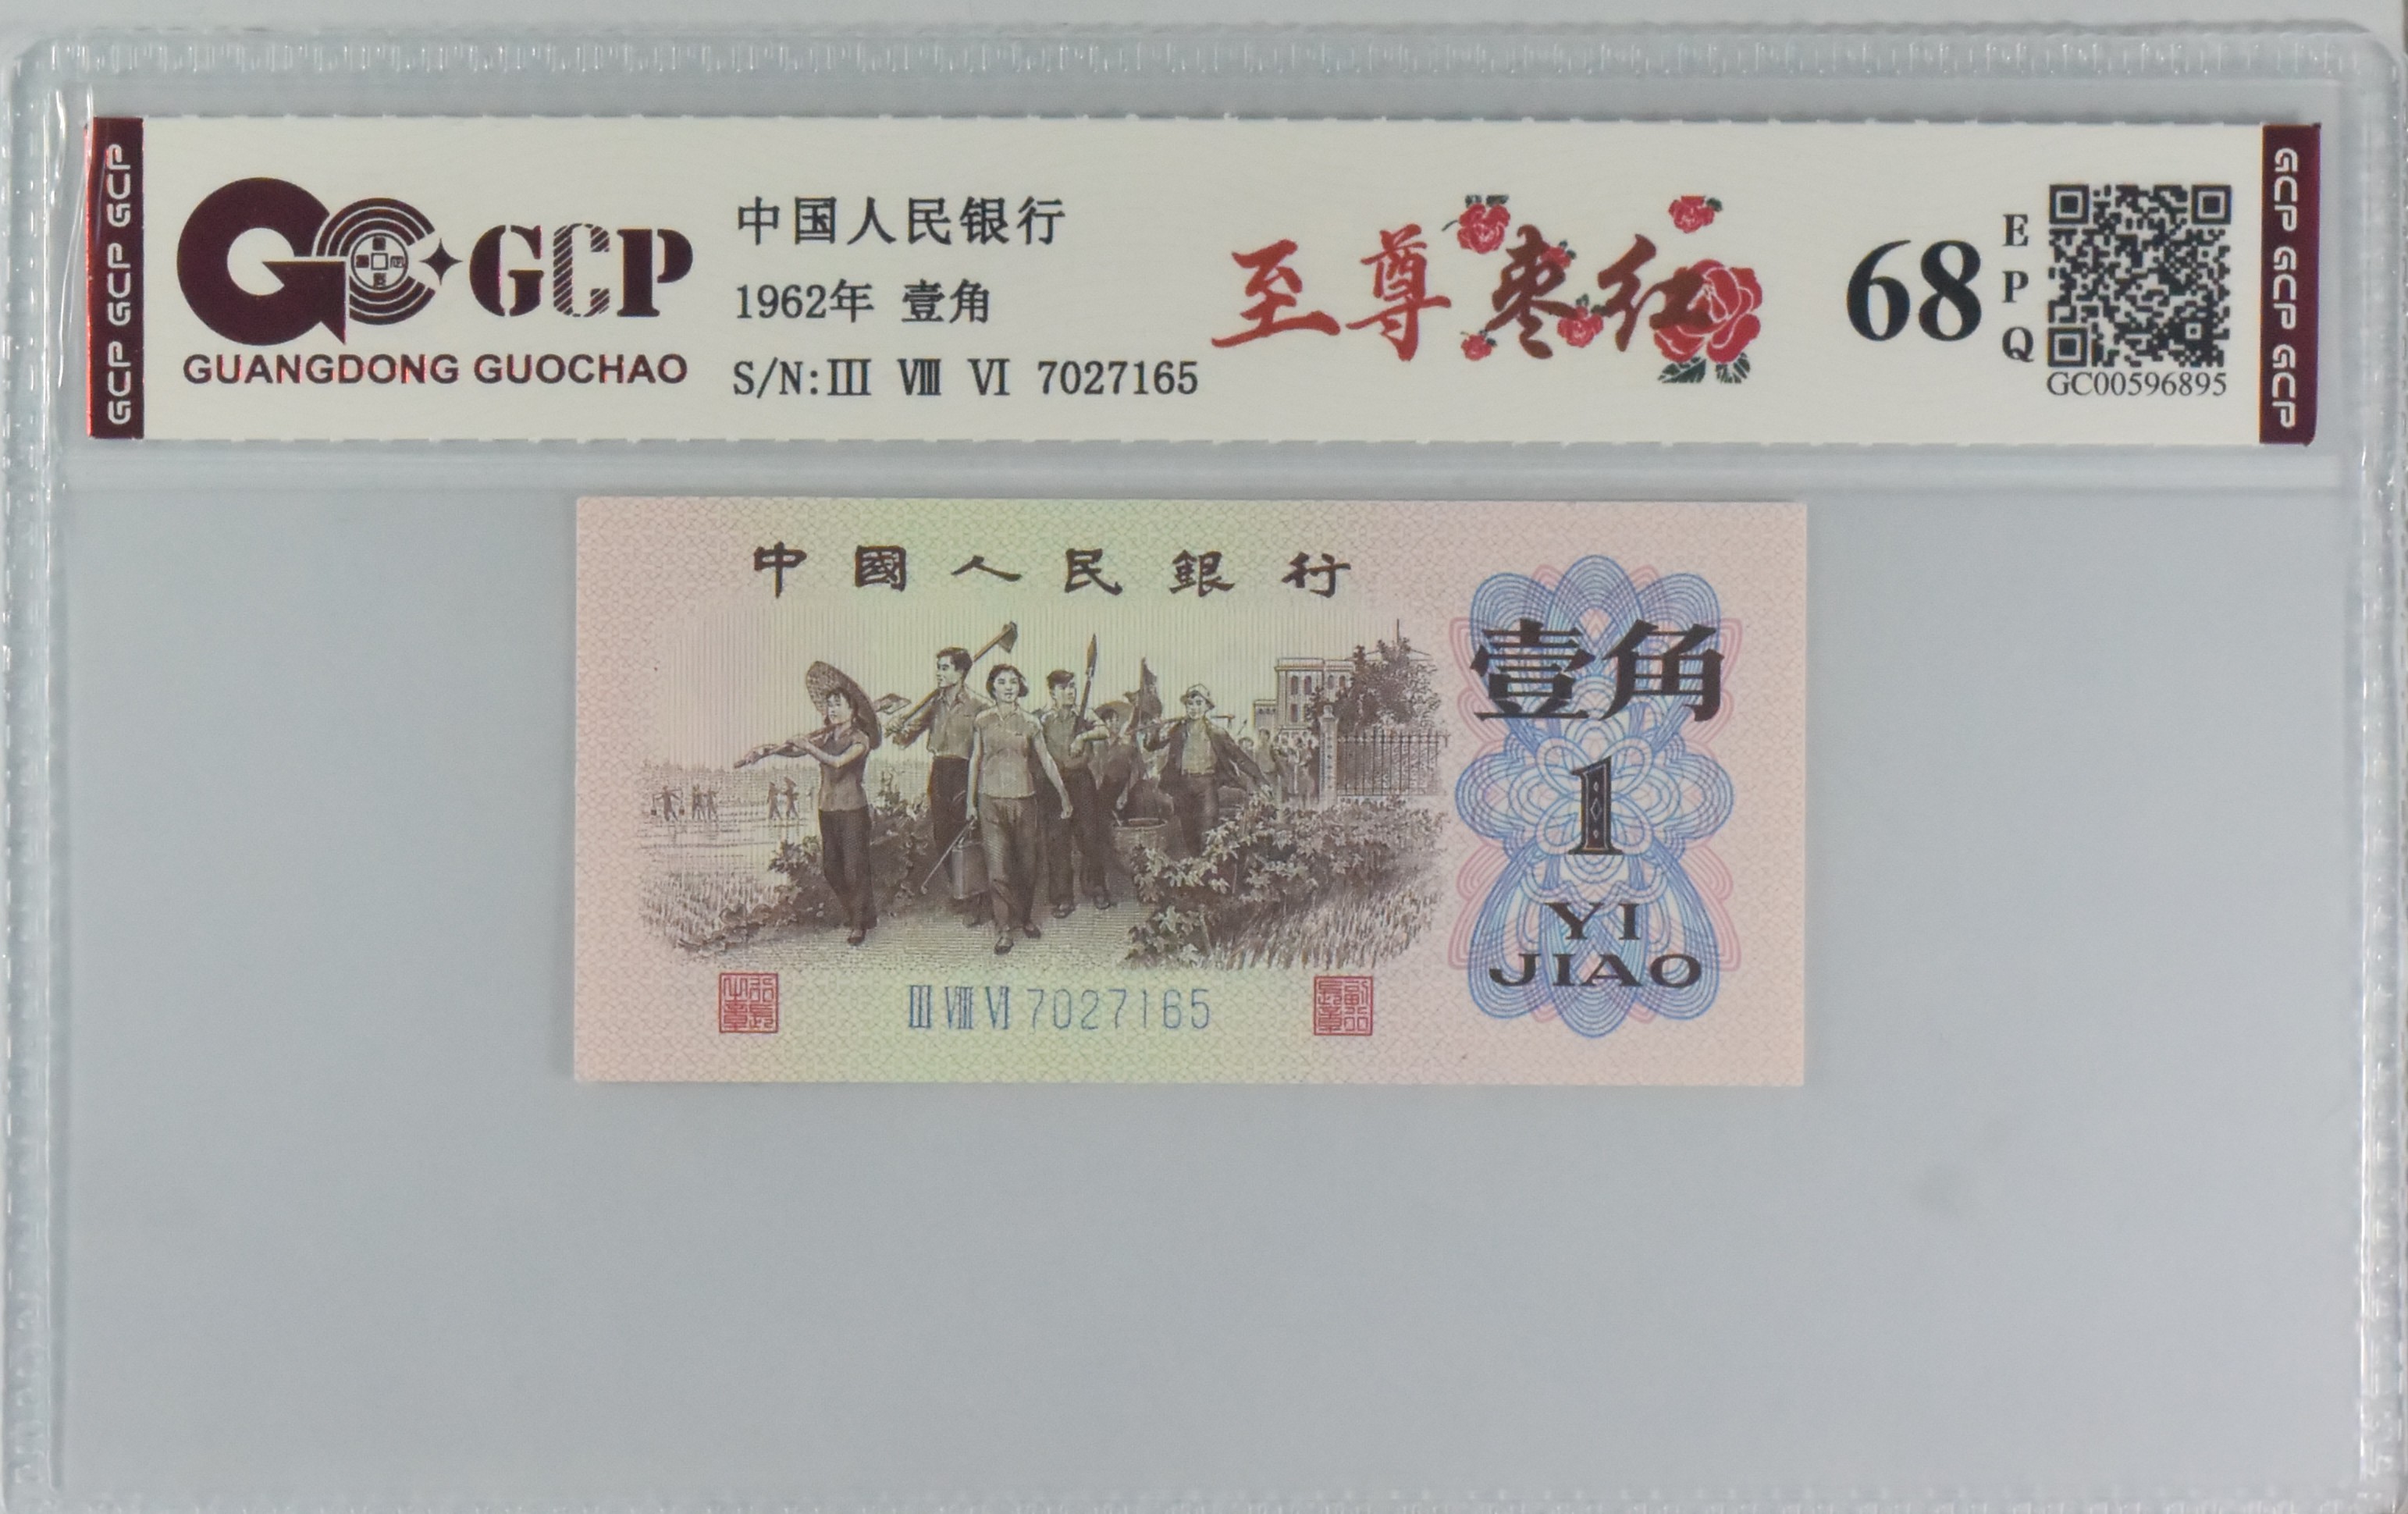 GCP GCP GCP
GCP
GUANGDONG GUOCHAO
中国人民银行
1962年 壹角
S/N:Ⅲ Ⅷ Ⅵ 7027165
至尊枣红
68
EPQ
GC00596895
GCP GCP GCP
中國人民銀行
壹角
1
YI
JIAO
Ⅲ Ⅷ Ⅵ 7027165